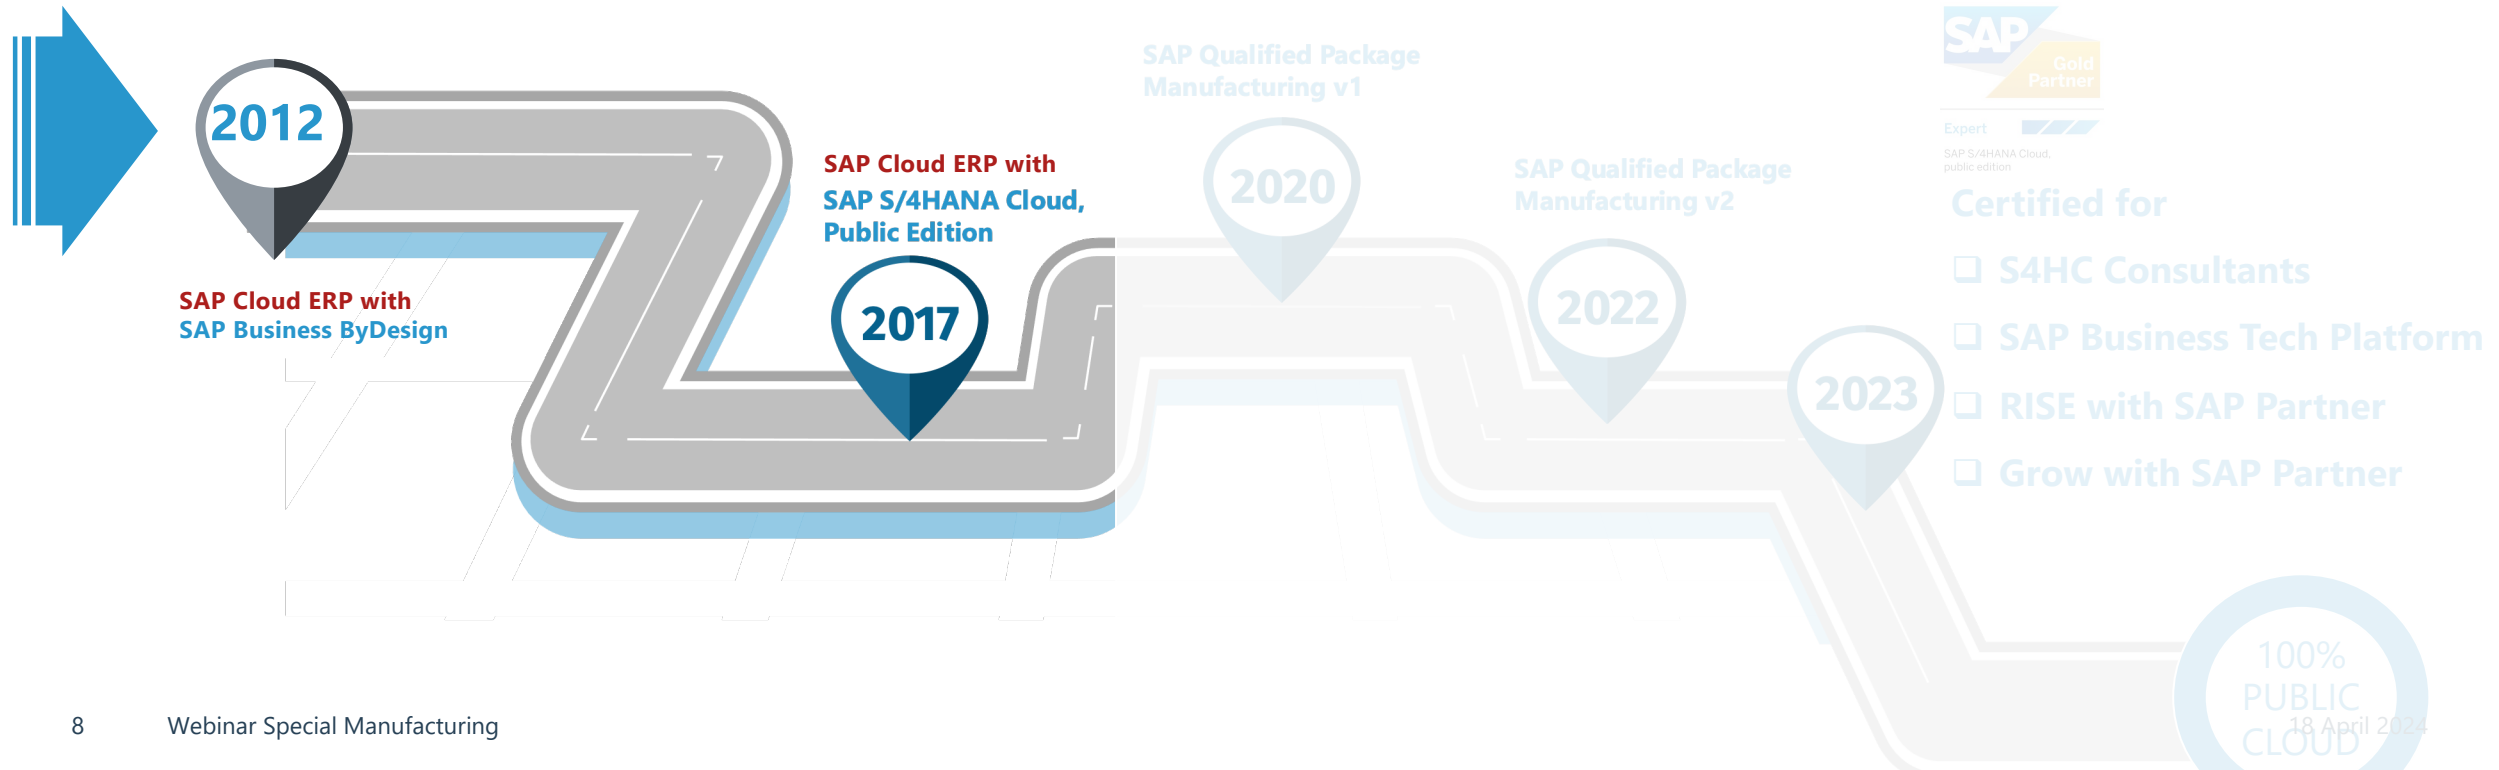 2012
SAP Cloud ERP with
SAP Business ByDesign
SAP Cloud ERP with
SAP S/4HANA Cloud,
Public Edition
2017
SAP Qualified Package
Manufacturing v1
2020
SAP Qualified Package
Manufacturing v2
2022
2023
SAP
Gold
Partner
Expert
SAP S/4HANA Cloud,
public edition
Certified for
S4HC Consultants
SAP Business Tech Platform
RISE with SAP Partner
Grow with SAP Partner
100%
PUBLIC
CLOUD
8
Webinar Special Manufacturing
18 April 2024